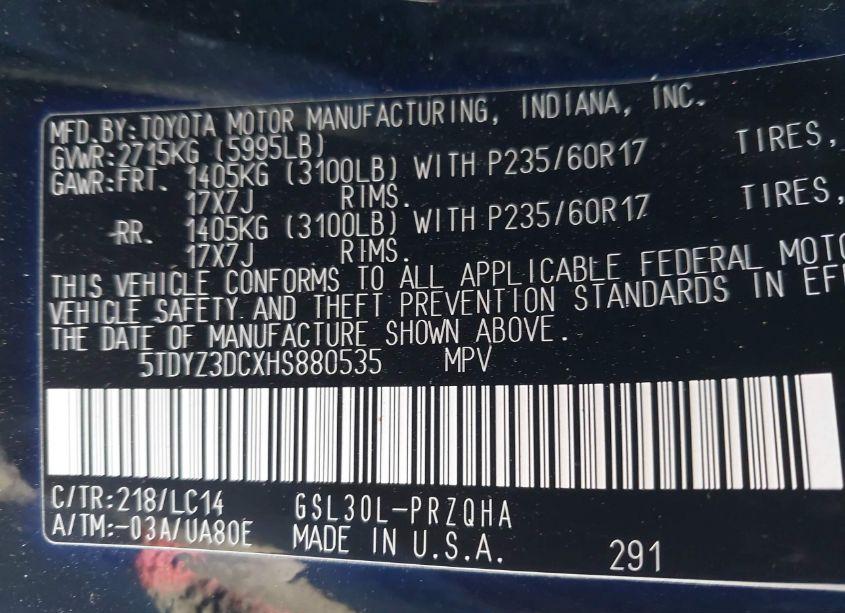 MFD.BY:TOYOTA MOTOR MANUFACTURING, INDIANA, INC.
GVWR:2715KG (5995LB)
GAWR:FRT. 1405KG (3100LB) WITH P235/60R17 TIRES,
17X7J RIMS.
RR. 1405KG (3100LB) WITH P235/60R17 TIRES,
17X7J RIMS.
THIS VEHICLE CONFORMS TO ALL APPLICABLE FEDERAL MOTO
VEHICLE SAFETY AND THEFT PREVENTION STANDARDS IN EFF
THE DATE OF MANUFACTURE SHOWN ABOVE.
5TDYZ3DCXHS880535 MPV
C/TR:218/LC14 GSL30L-PRZQHA
A/TM:-03A/UA80E MADE IN U.S.A. 291